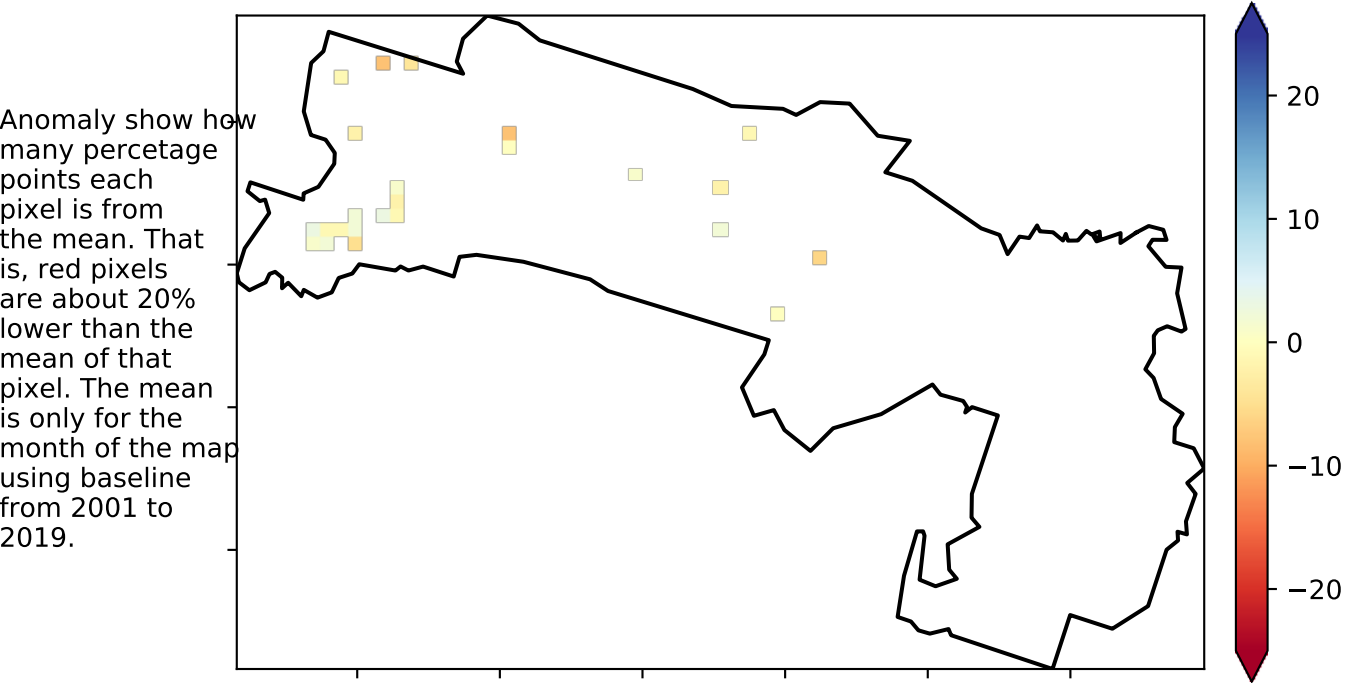 Anomaly show how
many percetage
points each
pixel is from
the mean. That
is, red pixels
are about 20%
lower than the
mean of that
pixel. The mean
is only for the
month of the map
using baseline
from 2001 to
2019.
20
10
0
−10
−20